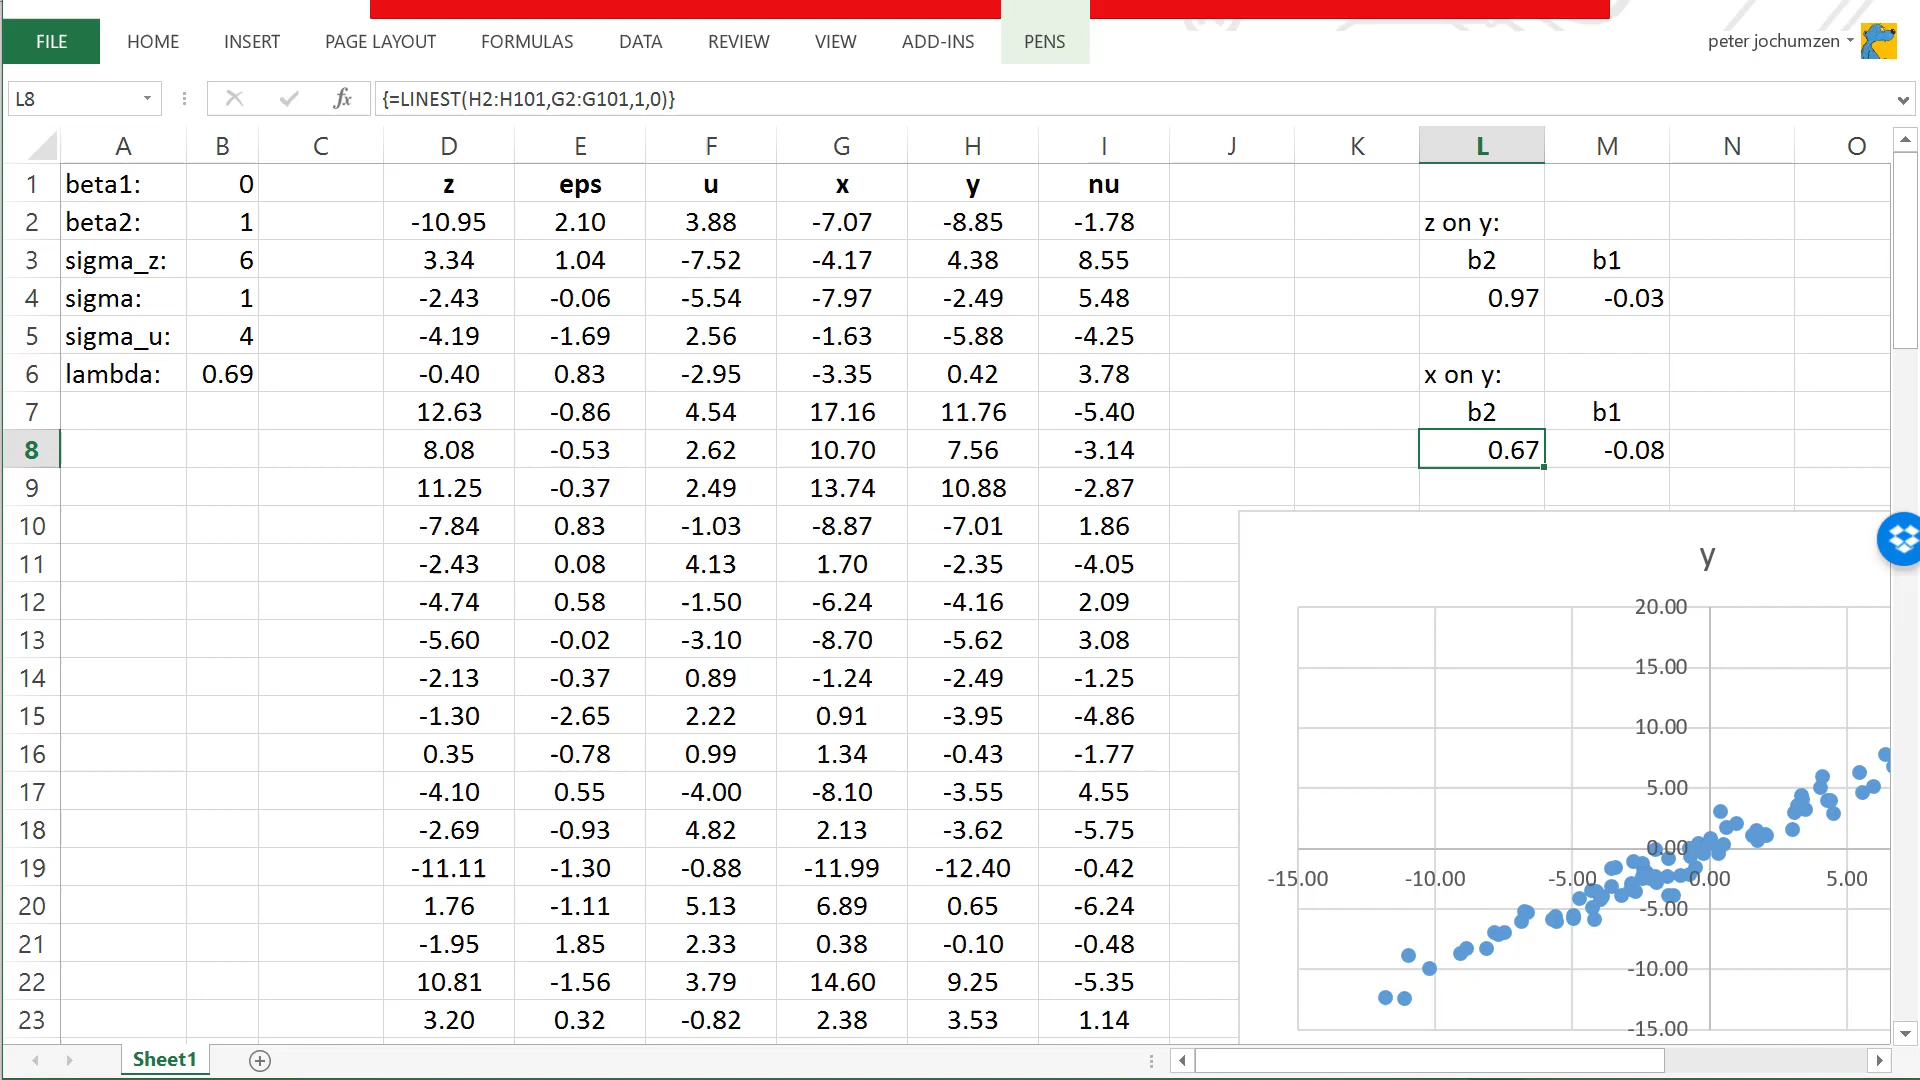 FILE HOME INSERT PAGE LAYOUT FORMULAS DATA REVIEW VIEW ADD-INS PENS peter jochumzen
L8 fx {=LINEST(H2:H101,G2:G101,1,0)}
A B C D E F G H I J K L M N O
1 beta1: 0 z eps u x y nu
2 beta2: 1 -10.95 2.10 3.88 -7.07 -8.85 -1.78 z on y:
3 sigma_z: 6 3.34 1.04 -7.52 -4.17 4.38 8.55 b2 b1
4 sigma: 1 -2.43 -0.06 -5.54 -7.97 -2.49 5.48 0.97 -0.03
5 sigma_u: 4 -4.19 -1.69 2.56 -1.63 -5.88 -4.25
6 lambda: 0.69 -0.40 0.83 -2.95 -3.35 0.42 3.78 x on y:
7 12.63 -0.86 4.54 17.16 11.76 -5.40 b2 b1
8 8.08 -0.53 2.62 10.70 7.56 -3.14 0.67 -0.08
9 11.25 -0.37 2.49 13.74 10.88 -2.87
10 -7.84 0.83 -1.03 -8.87 -7.01 1.86
11 -2.43 0.08 4.13 1.70 -2.35 -4.05
12 -4.74 0.58 -1.50 -6.24 -4.16 2.09
13 -5.60 -0.02 -3.10 -8.70 -5.62 3.08
14 -2.13 -0.37 0.89 -1.24 -2.49 -1.25
15 -1.30 -2.65 2.22 0.91 -3.95 -4.86
16 0.35 -0.78 0.99 1.34 -0.43 -1.77
17 -4.10 0.55 -4.00 -8.10 -3.55 4.55
18 -2.69 -0.93 4.82 2.13 -3.62 -5.75
19 -11.11 -1.30 -0.88 -11.99 -12.40 -0.42
20 1.76 -1.11 5.13 6.89 0.65 -6.24
21 -1.95 1.85 2.33 0.38 -0.10 -0.48
22 10.81 -1.56 3.79 14.60 9.25 -5.35
23 3.20 0.32 -0.82 2.38 3.53 1.14
y
20.00
15.00
10.00
5.00
0.00
-15.00 -10.00 -5.00 0.00 5.00
-5.00
-10.00
-15.00
Sheet1